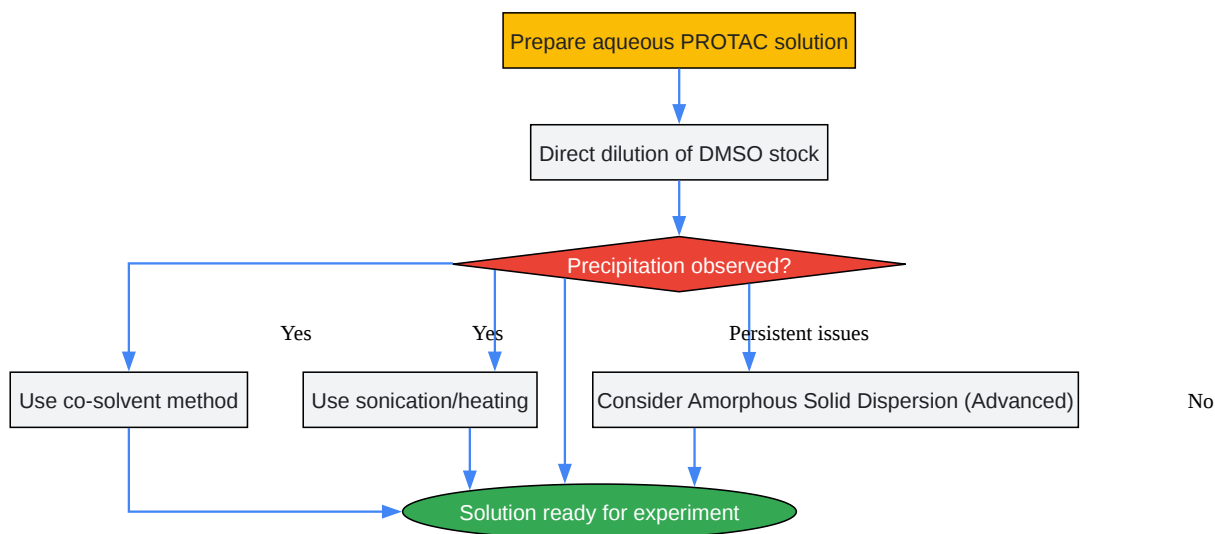 Prepare aqueous PROTAC solution
Direct dilution of DMSO stock
Precipitation observed?
Yes
Yes
Persistent issues
Use co-solvent method
Use sonication/heating
Consider Amorphous Solid Dispersion (Advanced)
No
Solution ready for experiment